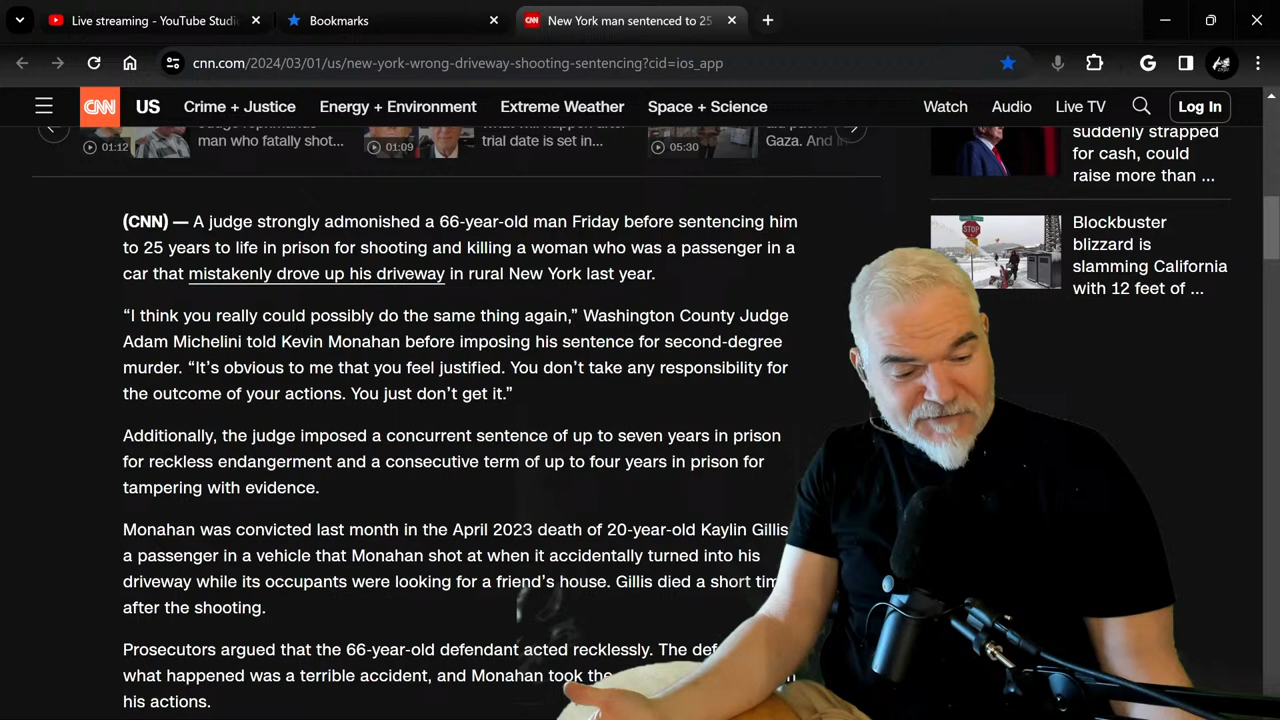 Live streaming - YouTube Studi
Bookmarks
New York man sentenced to 25
cnn.com/2024/03/01/us/new-york-wrong-driveway-shooting-sentencing?cid=ios_app
CNN US Crime + Justice Energy + Environment Extreme Weather Space + Science Watch Audio Live TV Log In
Judge reprimands
man who fatally shot...
01:12
what will happen after
trial date is set in...
01:09
aid packs
Gaza. And i
05:30
suddenly strapped
for cash, could
raise more than ...
Blockbuster
blizzard is
slamming California
with 12 feet of ...
STOP
(CNN) — A judge strongly admonished a 66-year-old man Friday before sentencing him
to 25 years to life in prison for shooting and killing a woman who was a passenger in a
car that mistakenly drove up his driveway in rural New York last year.
“I think you really could possibly do the same thing again,” Washington County Judge
Adam Michelini told Kevin Monahan before imposing his sentence for second-degree
murder. “It’s obvious to me that you feel justified. You don’t take any responsibility for
the outcome of your actions. You just don’t get it.”
Additionally, the judge imposed a concurrent sentence of up to seven years in prison
for reckless endangerment and a consecutive term of up to four years in prison for
tampering with evidence.
Monahan was convicted last month in the April 2023 death of 20-year-old Kaylin Gillis
a passenger in a vehicle that Monahan shot at when it accidentally turned into his
driveway while its occupants were looking for a friend’s house. Gillis died a short tim
after the shooting.
Prosecutors argued that the 66-year-old defendant acted recklessly. The def
what happened was a terrible accident, and Monahan took the
his actions.